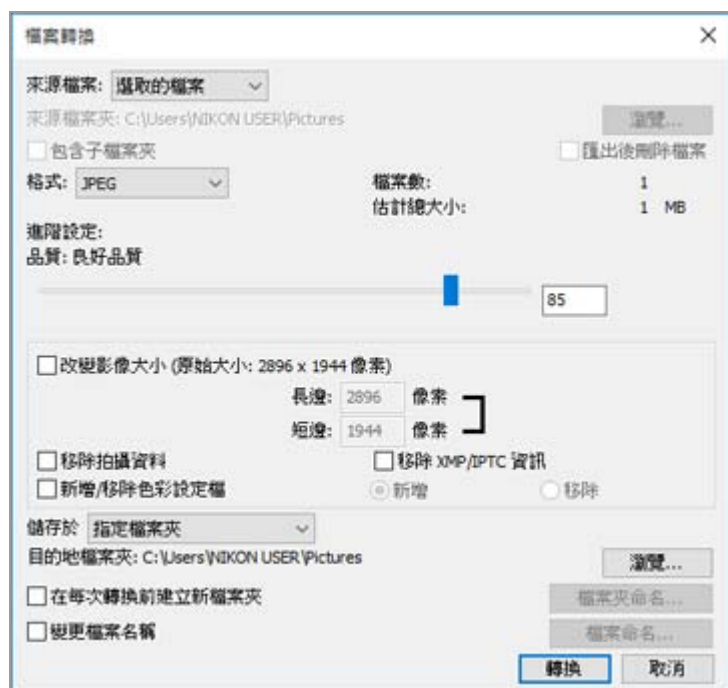 檔案轉換
來源檔案: 選取的檔案
來源檔案夾: C:\Users\NIKON USER\Pictures 瀏覽...
包含子檔案夾 匯出後刪除檔案
格式: JPEG 檔案數: 1
估計總大小: 1 MB
進階設定:
品質: 良好品質
85
改變影像大小 (原始大小: 2896 x 1944 像素)
長邊: 2896 像素
短邊: 1944 像素
移除拍攝資料 移除 XMP/IPTC 資訊
新增/移除色彩設定檔 新增 移除
儲存於 指定檔案夾
目的地檔案夾: C:\Users\NIKON USER\Pictures 瀏覽...
在每次轉換前建立新檔案夾 檔案夾命名...
變更檔案名稱 檔案命名...
轉換 取消